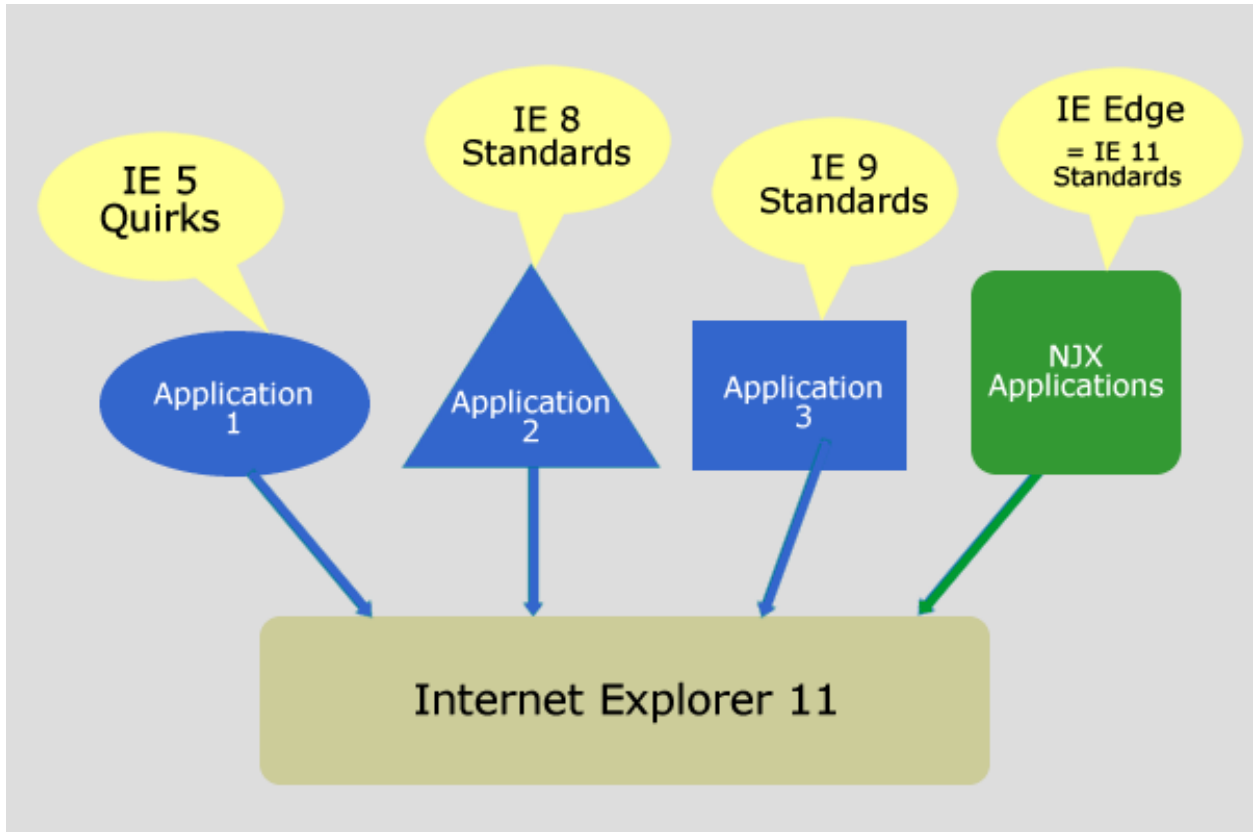 IE 5
Quirks
IE 8
Standards
IE 9
Standards
IE Edge
= IE 11
Standards
Application
1
Application
2
Application
3
NJX
Applications
Internet Explorer 11